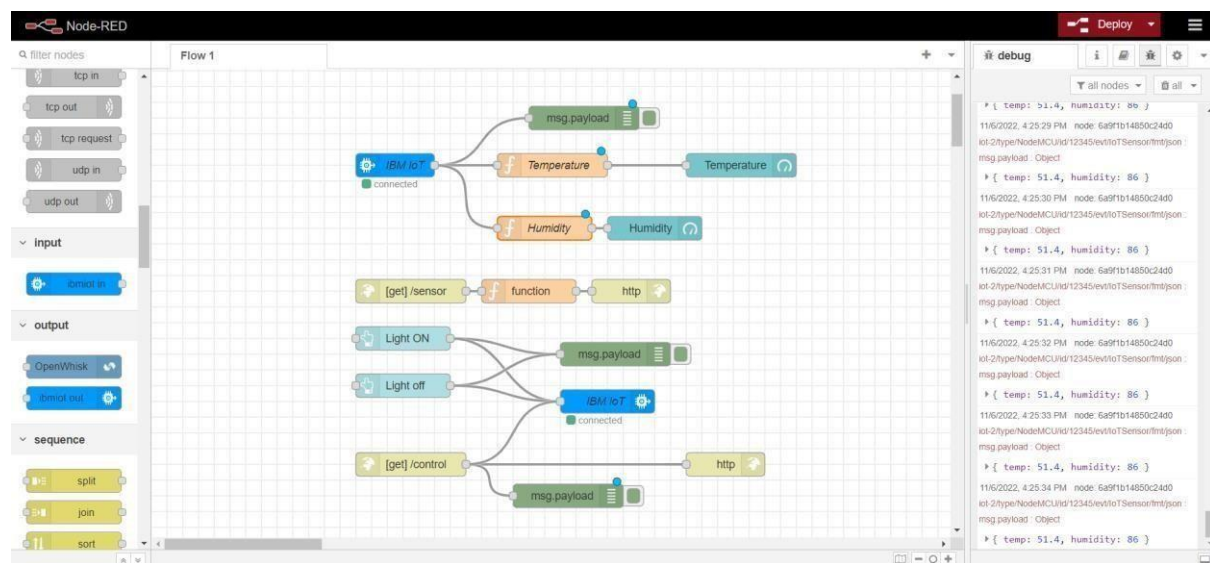 Node-RED
Deploy
filter nodes
Flow 1
debug
i
all nodes
all
tcp in
tcp out
tcp request
udp in
udp out
input
ibmiot in
output
OpenWhisk
ibmiot out
sequence
split
join
sort
msg.payload
IBM IoT
connected
Temperature
Temperature
Humidity
Humidity
[get] /sensor
function
http
Light ON
msg.payload
Light off
IBM IoT
connected
[get] /control
http
msg.payload
{ temp: 51.4, humidity: 86 }
11/6/2022, 4:25:29 PM node: 6a9f1b14850c24d0
iot-2/type/NodeMCU/id/12345/evt/IoTSensor/fmt/json :
msg.payload : Object
{ temp: 51.4, humidity: 86 }
11/6/2022, 4:25:30 PM node: 6a9f1b14850c24d0
iot-2/type/NodeMCU/id/12345/evt/IoTSensor/fmt/json :
msg.payload : Object
{ temp: 51.4, humidity: 86 }
11/6/2022, 4:25:31 PM node: 6a9f1b14850c24d0
iot-2/type/NodeMCU/id/12345/evt/IoTSensor/fmt/json :
msg.payload : Object
{ temp: 51.4, humidity: 86 }
11/6/2022, 4:25:32 PM node: 6a9f1b14850c24d0
iot-2/type/NodeMCU/id/12345/evt/IoTSensor/fmt/json :
msg.payload : Object
{ temp: 51.4, humidity: 86 }
11/6/2022, 4:25:33 PM node: 6a9f1b14850c24d0
iot-2/type/NodeMCU/id/12345/evt/IoTSensor/fmt/json :
msg.payload : Object
{ temp: 51.4, humidity: 86 }
11/6/2022, 4:25:34 PM node: 6a9f1b14850c24d0
iot-2/type/NodeMCU/id/12345/evt/IoTSensor/fmt/json :
msg.payload : Object
{ temp: 51.4, humidity: 86 }